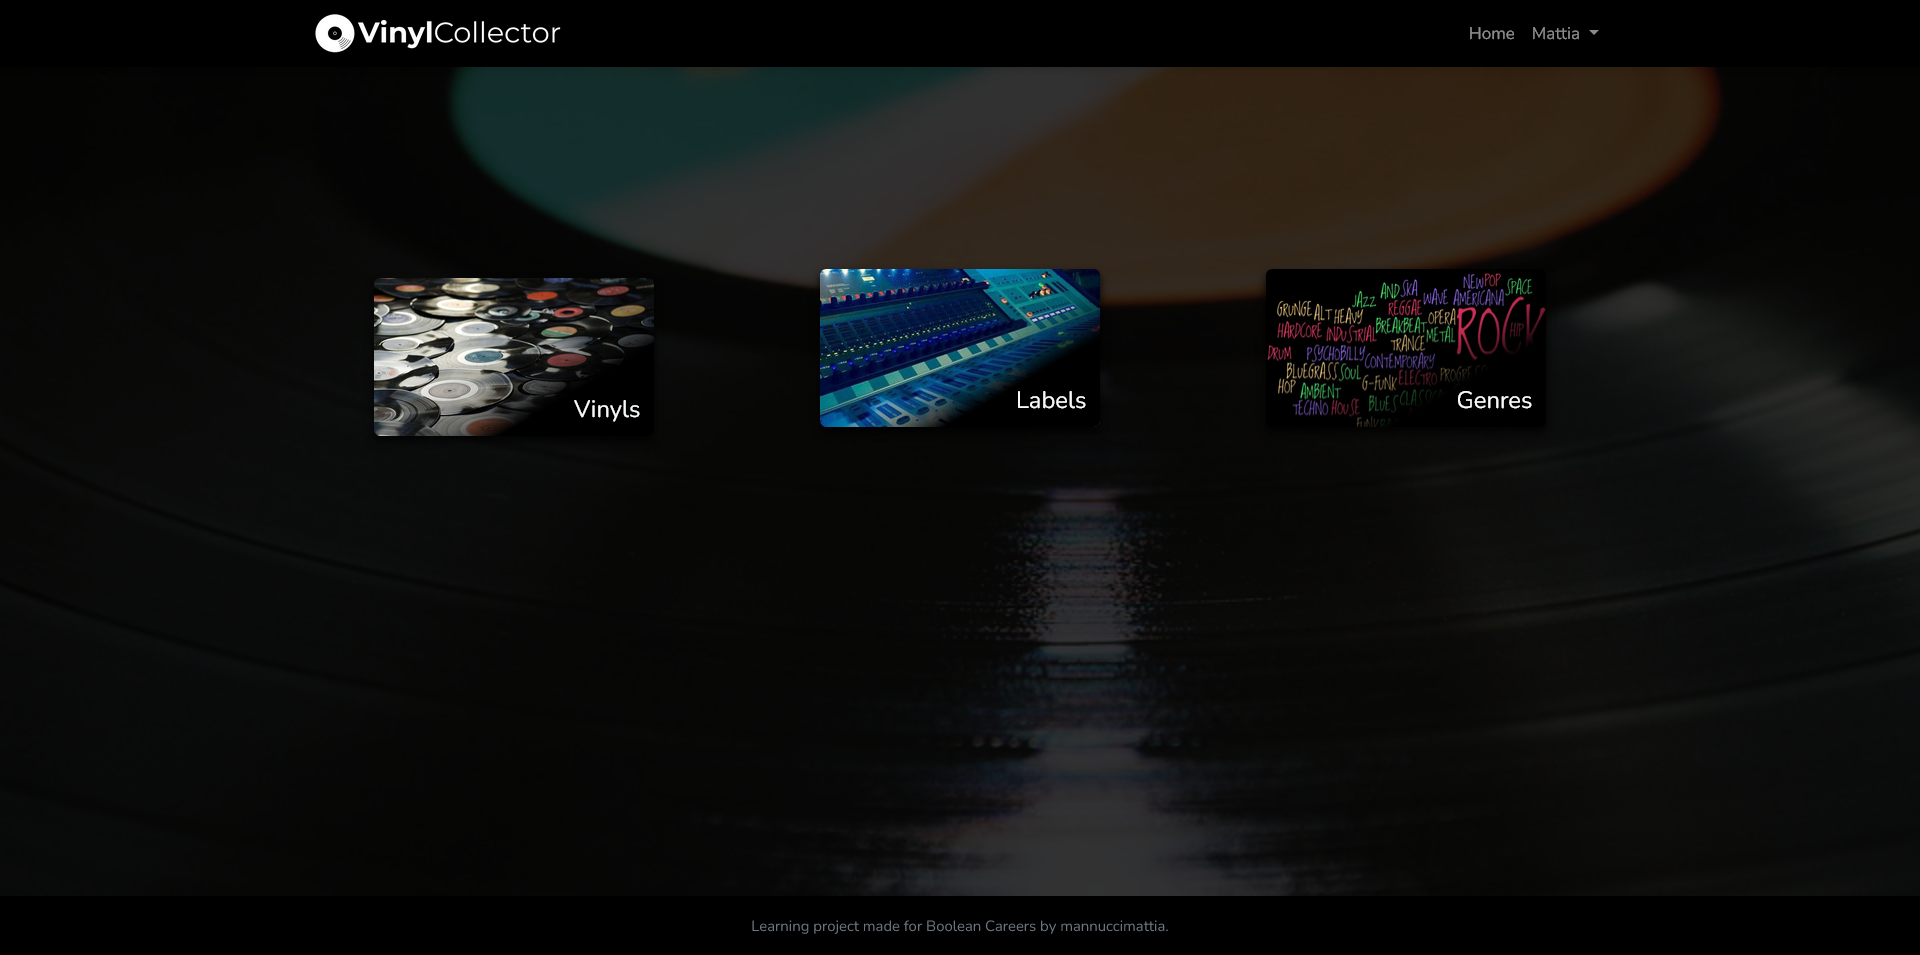 VinylCollector
Home
Mattia
Vinyls
Labels
Genres
GRUNGE ALT HEAVY JAZZ AND SKA REGGAE WAVE NEW POP AMERICANA SPACE
HARDCORE INDUSTRIAL BREAKBEAT OPERA METAL ROCK HIP
DRUM PSYCHOBILLY CONTEMPORARY TRANCE
BLUEGRASS SOUL G-FUNK ELECTRO
HOP AMBIENT
TECHNO HOUSE BLUES
Learning project made for Boolean Careers by mannuccimattia.